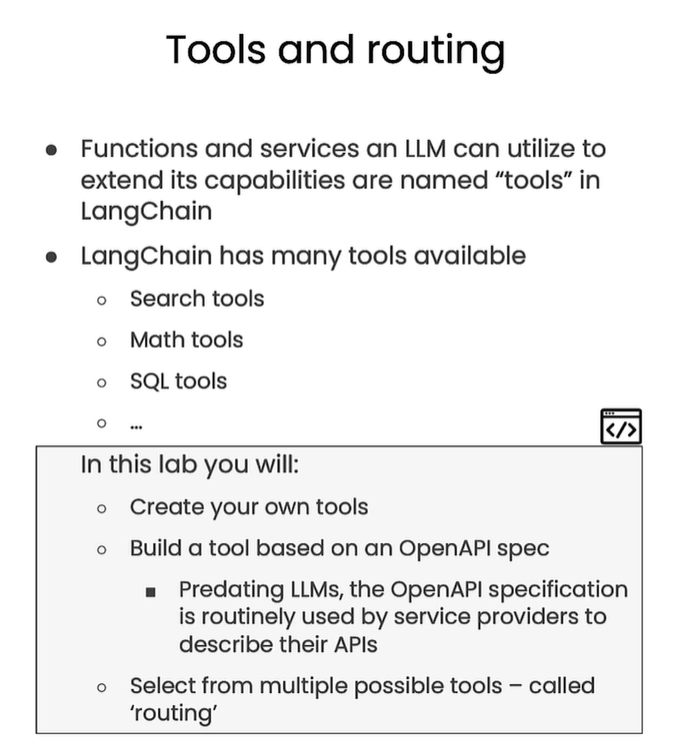 Tools and routing
● Functions and services an LLM can utilize to
extend its capabilities are named “tools” in
LangChain
● LangChain has many tools available
○ Search tools
○ Math tools
○ SQL tools
○ …
</>
In this lab you will:
○ Create your own tools
○ Build a tool based on an OpenAPI spec
■ Predating LLMs, the OpenAPI specification
is routinely used by service providers to
describe their APIs
○ Select from multiple possible tools – called
‘routing’